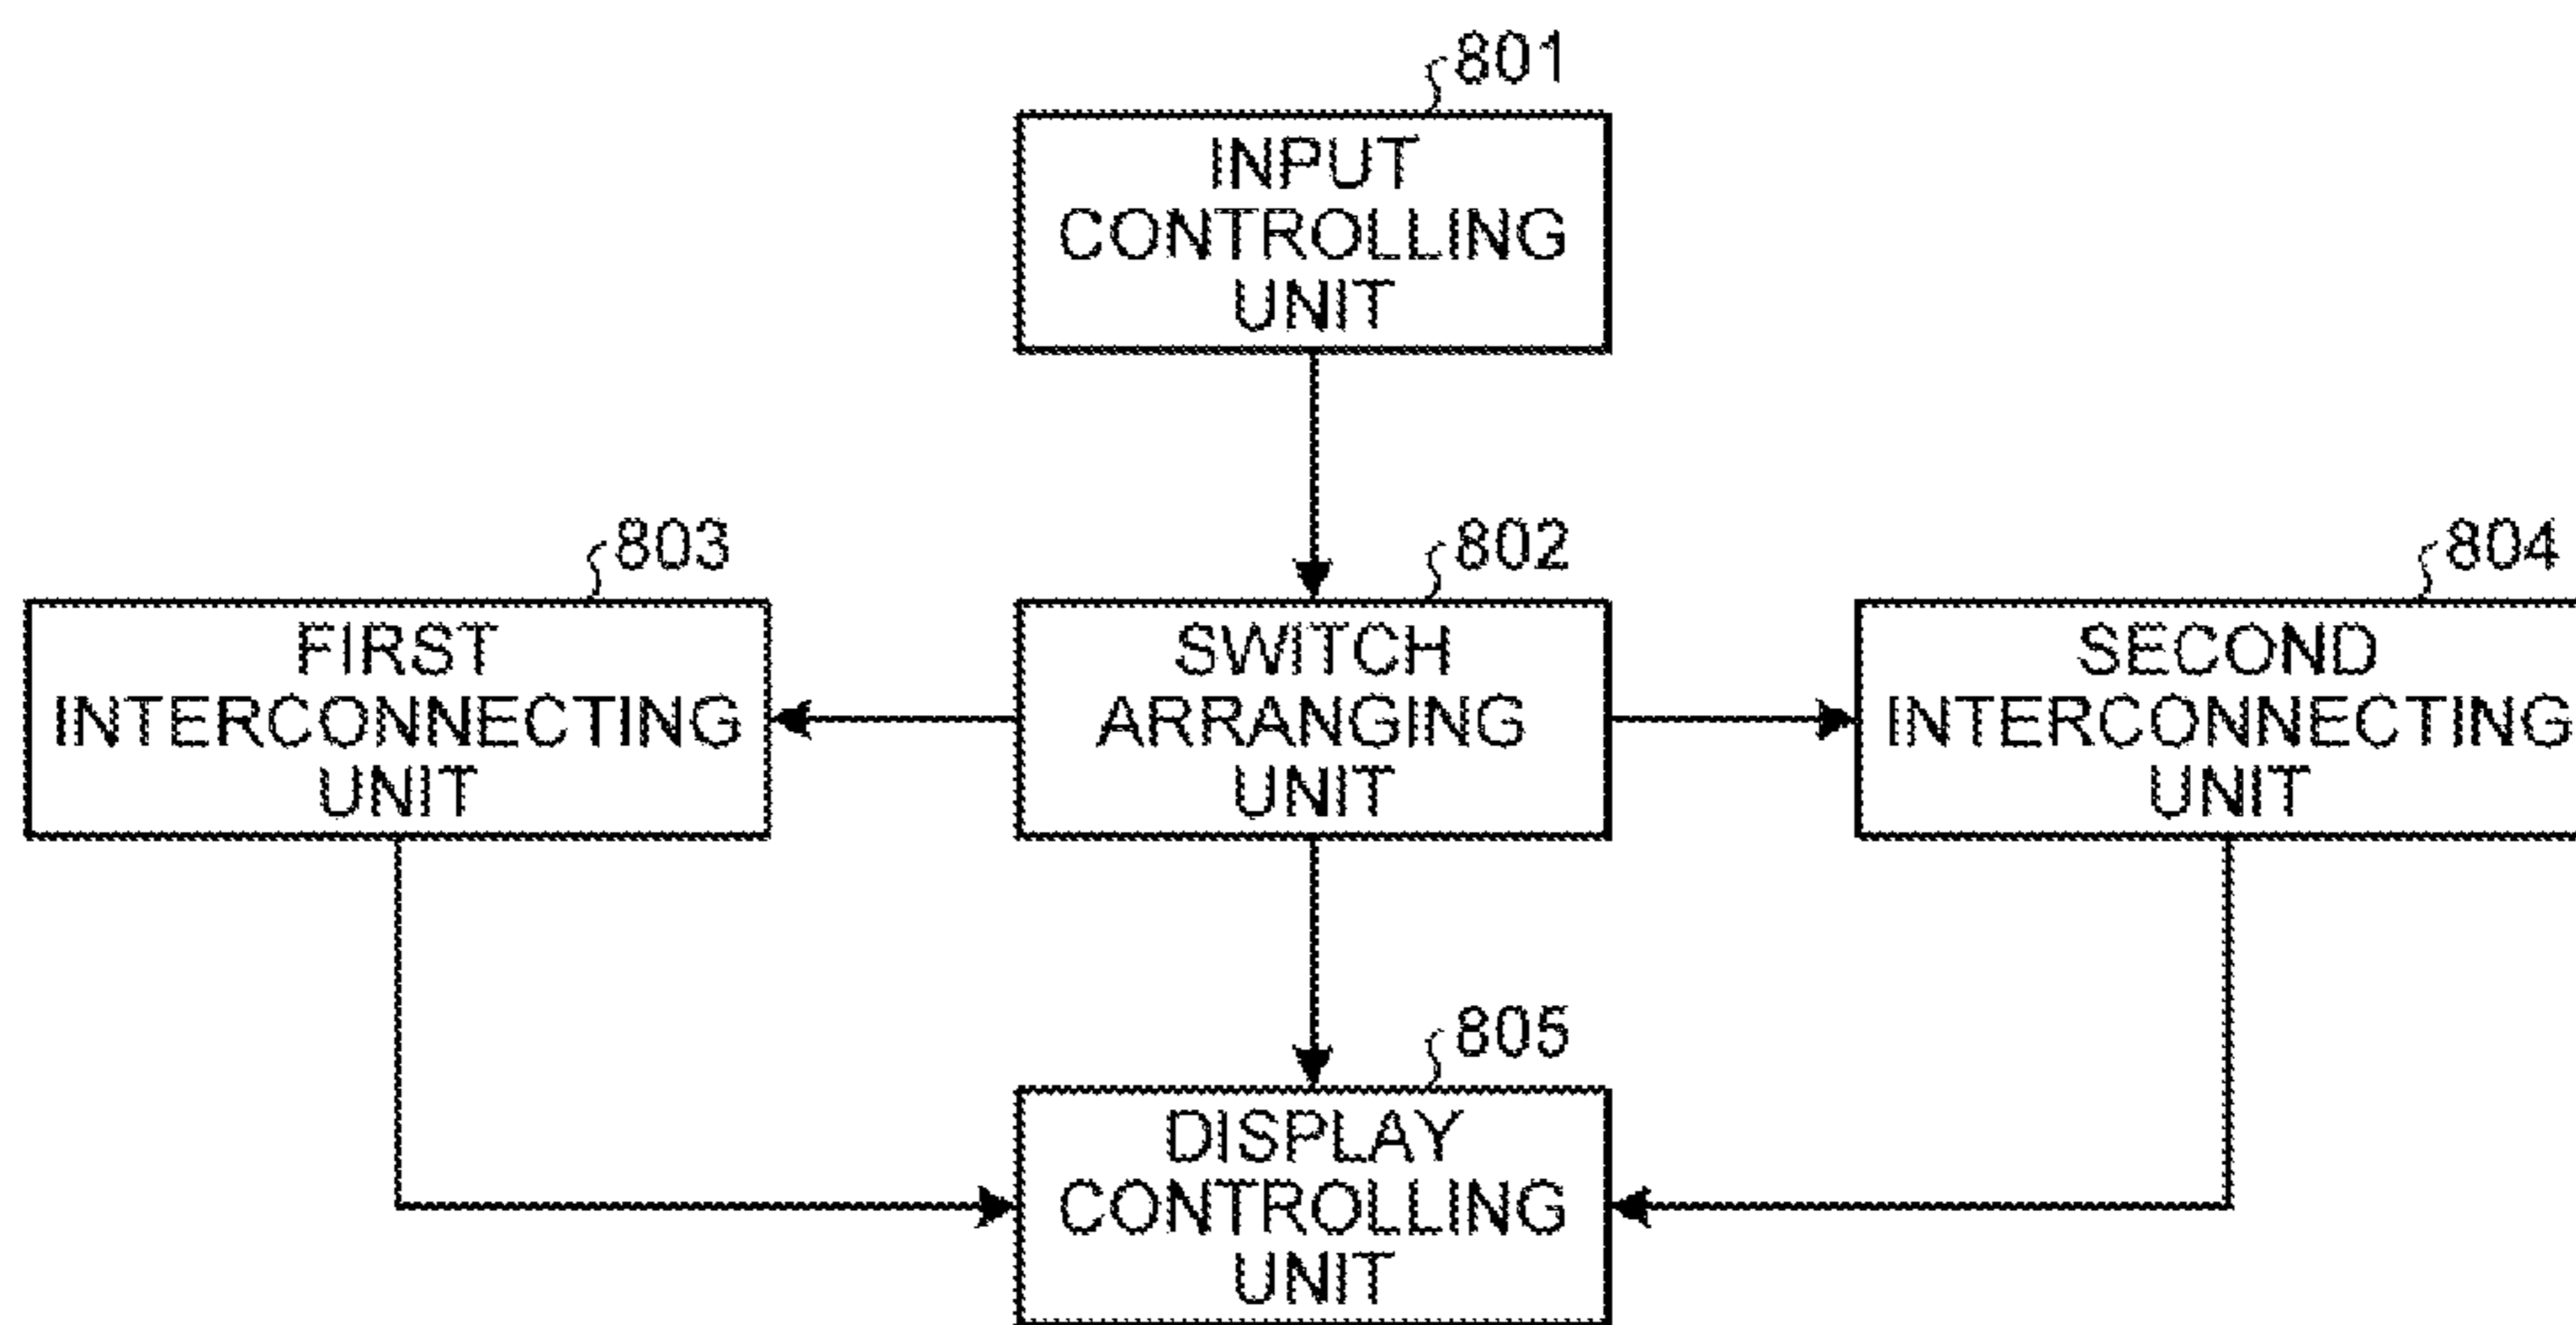 801
INPUT
CONTROLLING
UNIT
803
FIRST
INTERCONNECTING
UNIT
802
SWITCH
ARRANGING
UNIT
804
SECOND
INTERCONNECTING
UNIT
805
DISPLAY
CONTROLLING
UNIT